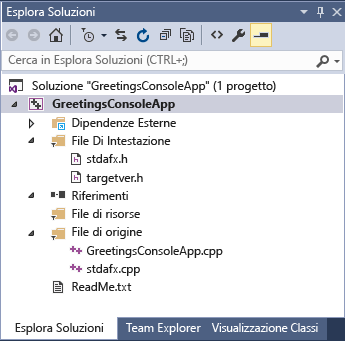 Esplora Soluzioni
Cerca in Esplora Soluzioni (CTRL+;)
Soluzione "GreetingsConsoleApp" (1 progetto)
GreetingsConsoleApp
Dipendenze Esterne
File Di Intestazione
stdafx.h
targetver.h
Riferimenti
File di risorse
File di origine
GreetingsConsoleApp.cpp
stdafx.cpp
ReadMe.txt
Esplora Soluzioni Team Explorer Visualizzazione Classi